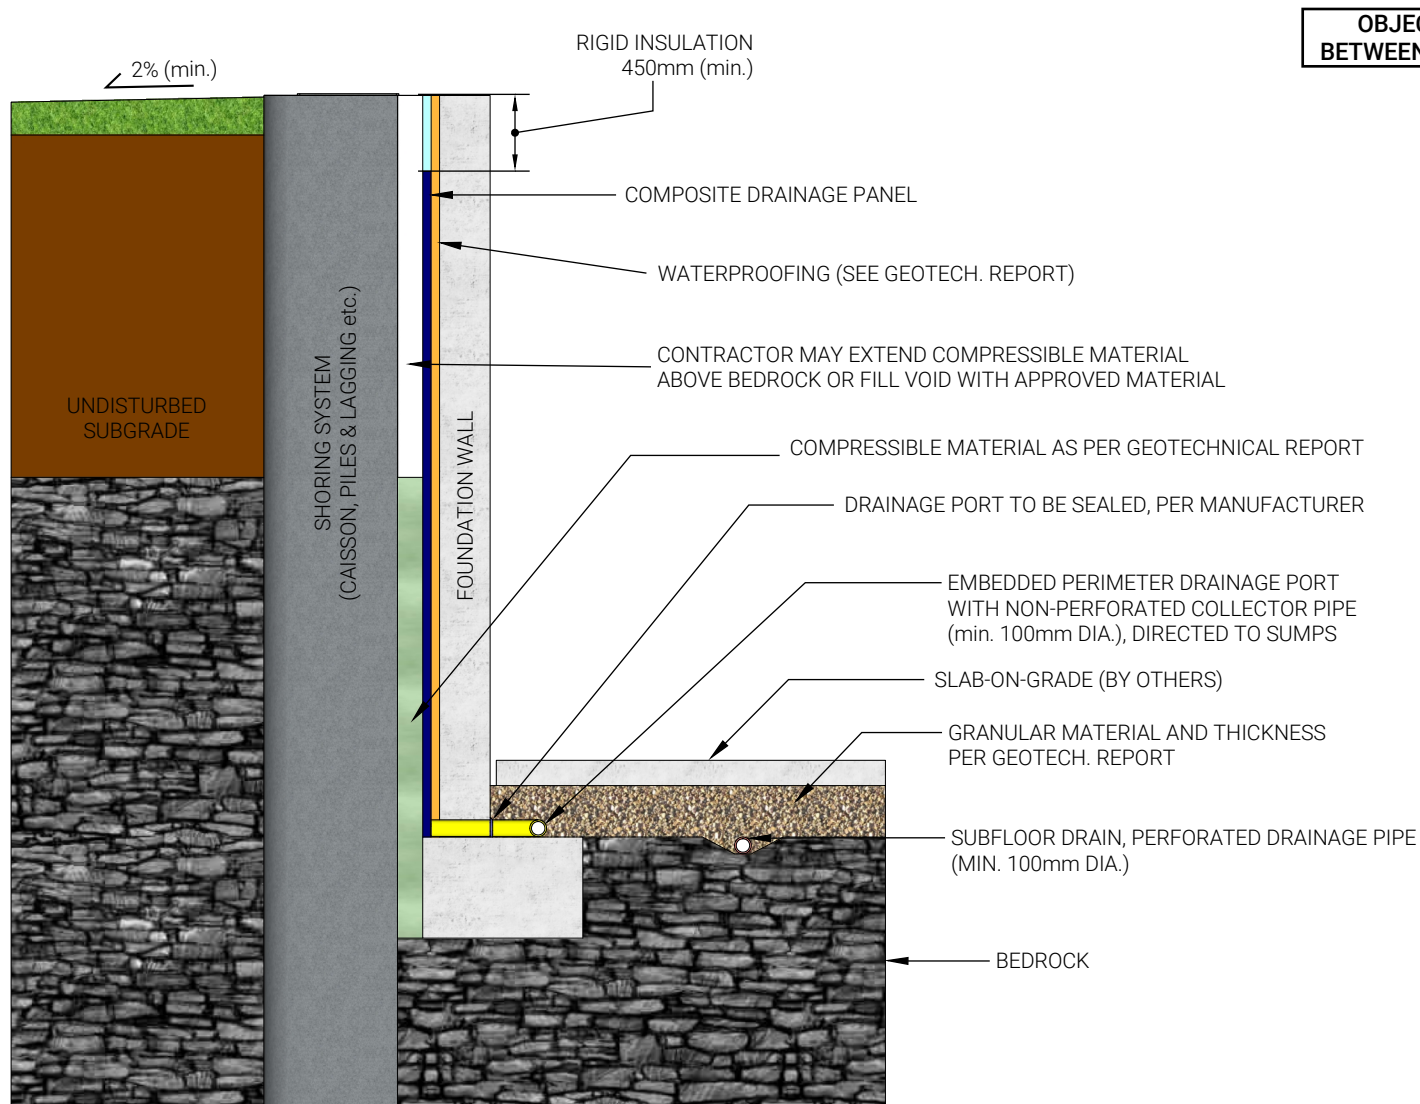 OBJEC
BETWEEN
RIGID INSULATION
450mm (min.)
2% (min.)
COMPOSITE DRAINAGE PANEL
WATERPROOFING (SEE GEOTECH. REPORT)
CONTRACTOR MAY EXTEND COMPRESSIBLE MATERIAL
ABOVE BEDROCK OR FILL VOID WITH APPROVED MATERIAL
UNDISTURBED
SUBGRADE
SHORING SYSTEM
(CAISSON, PILES & LAGGING etc.)
FOUNDATION WALL
COMPRESSIBLE MATERIAL AS PER GEOTECHNICAL REPORT
DRAINAGE PORT TO BE SEALED, PER MANUFACTURER
EMBEDDED PERIMETER DRAINAGE PORT
WITH NON-PERFORATED COLLECTOR PIPE
(min. 100mm DIA.), DIRECTED TO SUMPS
SLAB-ON-GRADE (BY OTHERS)
GRANULAR MATERIAL AND THICKNESS
PER GEOTECH. REPORT
SUBFLOOR DRAIN, PERFORATED DRAINAGE PIPE
(MIN. 100mm DIA.)
BEDROCK